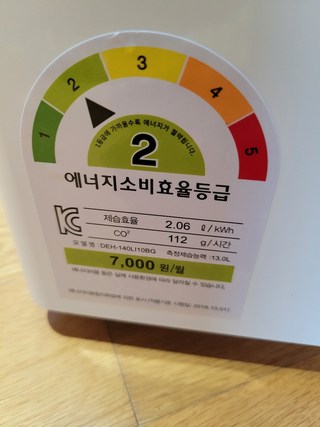 1 2 3 4 5
1등급에 가까울수록 에너지가 절약됩니다.
2
에너지소비효율등급
제습효율 2.06 ℓ/kWh
CO² 112 g/시간
모델명 : DEH-140LI10BG 측정제습능력 : 13.0L
7,000 원/월